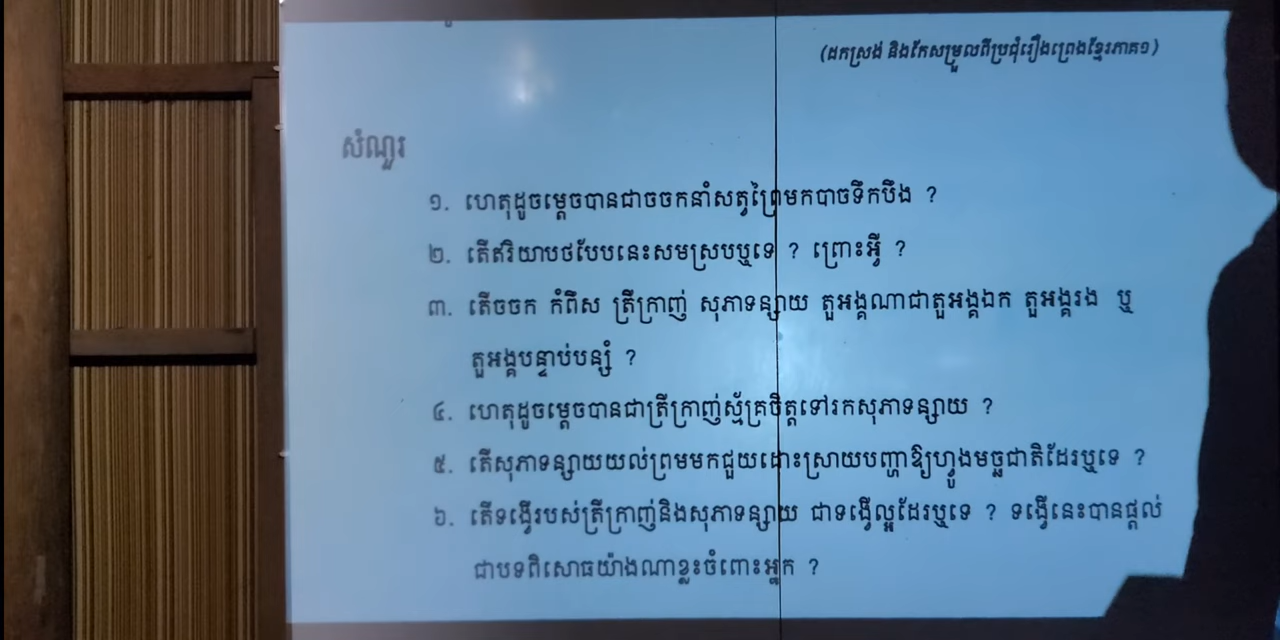 (ដកស្រង់ និងកែសម្រួលពីប្រជុំរឿងព្រេងខ្មែរភាគ១)
សំណួរ
១. ហេតុដូចម្តេចបានជាចចកនាំសត្វព្រៃមកបាចទឹកបឹង ?
២. តើឥរិយាបថបែបនេះសមស្របឬទេ ? ព្រោះអ្វី ?
៣. តើចចក កំពឹស ត្រីក្រាញ់ សុភាទន្សាយ តួអង្គណាជាតួអង្គឯក តួអង្គរង ឬ
តួអង្គបន្ទាប់បន្សំ ?
៤. ហេតុដូចម្តេចបានជាត្រីក្រាញ់ស្ម័គ្រចិត្តទៅរកសុភាទន្សាយ ?
៥. តើសុភាទន្សាយយល់ព្រមមកជួយដោះស្រាយបញ្ហាឱ្យហ្វូងមច្ឆជាតិដែរឬទេ ?
៦. តើទង្វើរបស់ត្រីក្រាញ់និងសុភាទន្សាយ ជាទង្វើល្អដែរឬទេ ? ទង្វើនេះបានផ្តល់
ជាបទពិសោធយ៉ាងណាខ្លះចំពោះអ្នក ?